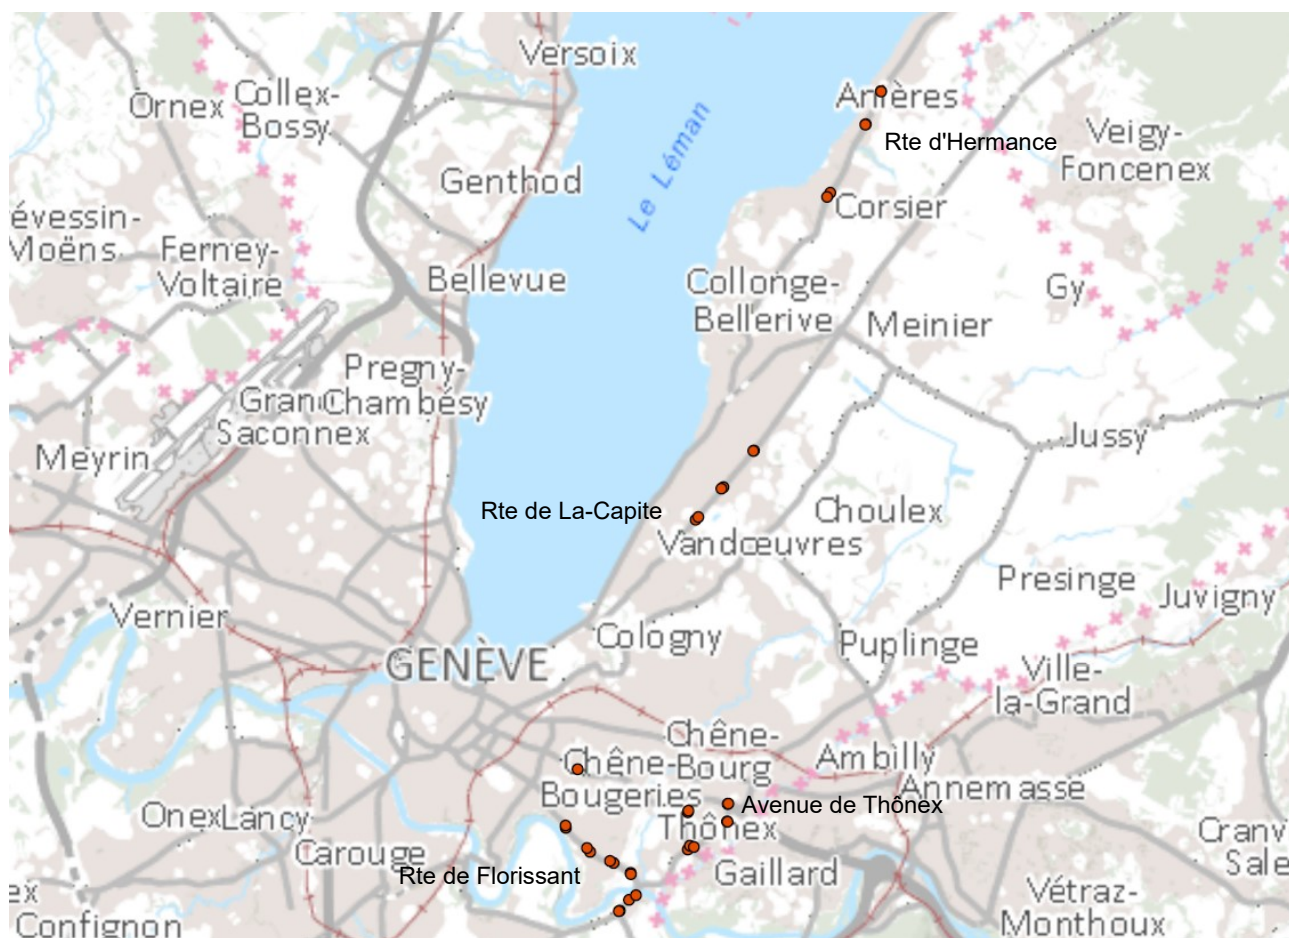 Versoix
Ornex
Collex-
Bossy
Anières
Rte d'Hermance
Veigy-
Foncenex
Genthod
Le Léman
Corsier
évessin-
Moëns
Ferney-
Voltaire
Bellevue
Collonge-
Bellerive
Gy
Meinier
Pregny-
Chambésy
Grand
Saconnex
Meyrin
Jussy
Rte de La-Capite
Vandœuvres
Choulex
Presinge
Juvigny
Vernier
Cologny
Puplinge
GENÈVE
Ville-
la-Grand
Chêne-
Bourg
Chêne-
Bougeries
Ambilly
Annemasse
Avenue de Thônex
Thônex
Onex
Lancy
Carouge
Rte de Florissant
Gaillard
Cranv
Sale
ex
Confignon
Vétraz-
Monthoux